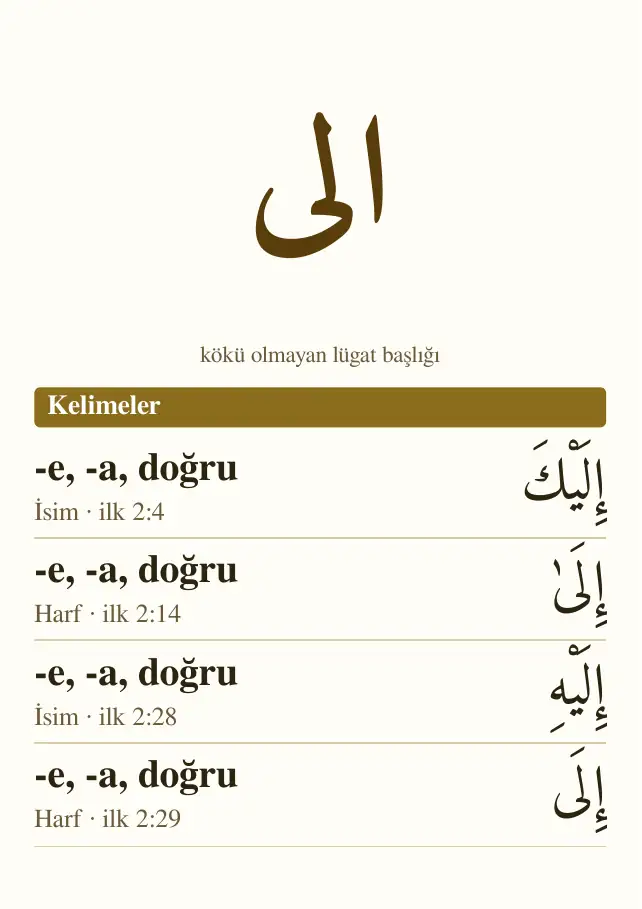 الى
kökü olmayan lügat başlığı
Kelimeler
-e, -a, doğru إِلَيْكَ
İsim · ilk 2:4
-e, -a, doğru إِلَىٰ
Harf · ilk 2:14
-e, -a, doğru إِلَيْهِ
İsim · ilk 2:28
-e, -a, doğru إِلَى
Harf · ilk 2:29